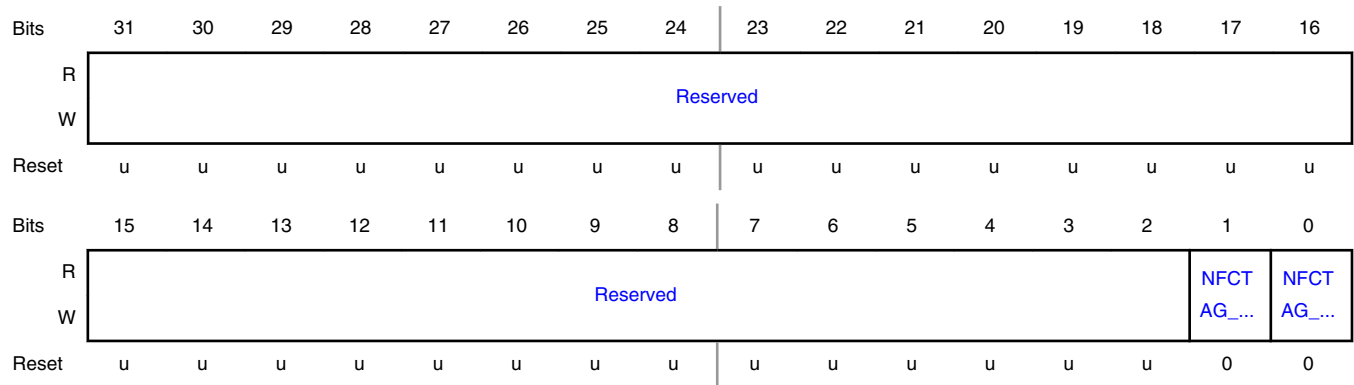 Bits 31 30 29 28 27 26 25 24 23 22 21 20 19 18 17 16
R
Reserved
W
Reset u u u u u u u u u u u u u u u u
Bits 15 14 13 12 11 10 9 8 7 6 5 4 3 2 1 0
R NFCT NFCT
Reserved
W AG_... AG_...
Reset u u u u u u u u u u u u u u 0 0